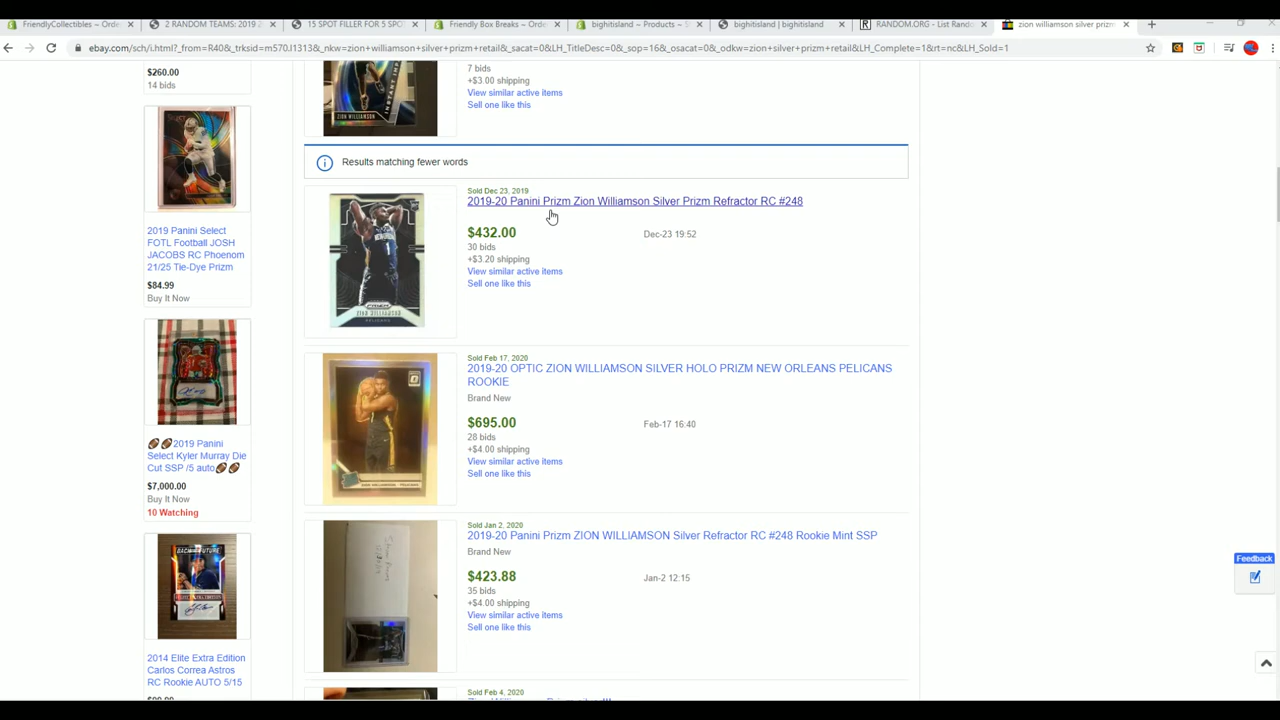 FriendlyCollectibles ~ Orde
2 RANDOM TEAMS: 2019 2
15 SPOT FILLER FOR 5 SPO
Friendly Box Breaks ~ Orde
bighitisland ~ Products ~ S
bighitisland | bighitisland
RANDOM.ORG - List Rando
zion williamson silver prizm
ebay.com/sch/i.html?_from=R40&_trksid=m570.l1313&_nkw=zion+williamson+silver+prizm+retail&_sacat=0&LH_TitleDesc=0&_sop=16&_osacat=0&_odkw=zion+silver+prizm+retail&LH_Complete=1&rt=nc&LH_Sold=1
$260.00
14 bids
2019 Panini Select
FOTL Football JOSH
JACOBS RC Phoenom
21/25 Tie-Dye Prizm
$84.99
Buy It Now
🏈🏈2019 Panini
Select Kyler Murray Die
Cut SSP /5 auto🏈🏈
$7,000.00
Buy It Now
10 Watching
2014 Elite Extra Edition
Carlos Correa Astros
RC Rookie AUTO 5/15
INSTANT IMP
ZION WILLIAMSON
7 bids
+$3.00 shipping
View similar active items
Sell one like this
Results matching fewer words
Sold Dec 23, 2019
2019-20 Panini Prizm Zion Williamson Silver Prizm Refractor RC #248
$432.00
Dec-23 19:52
30 bids
+$3.20 shipping
View similar active items
Sell one like this
PRIZM
ZION WILLIAMSON
PELICANS
Sold Feb 17, 2020
2019-20 OPTIC ZION WILLIAMSON SILVER HOLO PRIZM NEW ORLEANS PELICANS
ROOKIE
Brand New
$695.00
Feb-17 16:40
28 bids
+$4.00 shipping
View similar active items
Sell one like this
Sold Jan 2, 2020
2019-20 Panini Prizm ZION WILLIAMSON Silver Refractor RC #248 Rookie Mint SSP
Brand New
$423.88
Jan-2 12:15
35 bids
+$4.00 shipping
View similar active items
Sell one like this
Sold Feb 4, 2020
Feedback